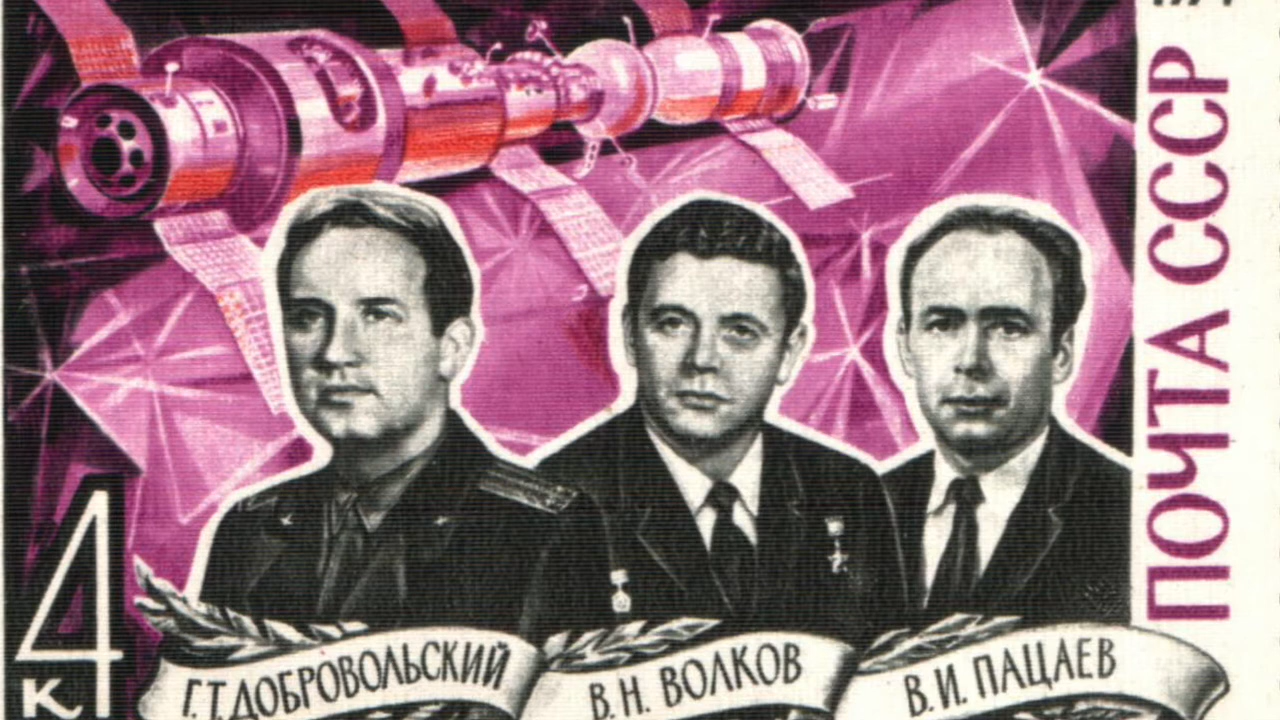 ПОЧТА СССР
4
К
Г.Т.ДОБРОВОЛЬСКИЙ
В.Н. ВОЛКОВ
В.И. ПАЦАЕВ